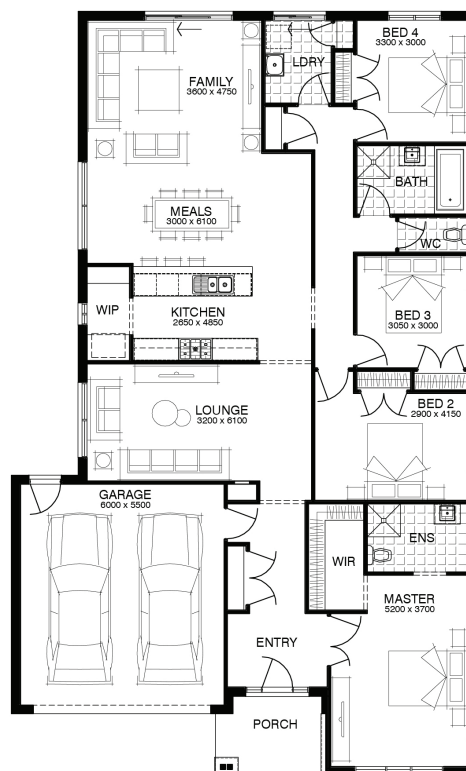 BED 4
3300 x 3000
LDRY
FAMILY
3600 x 4750
BATH
MEALS
3000 x 6100
WC
WIP
KITCHEN
2650 x 4850
BED 3
3050 x 3000
LOUNGE
3200 x 6100
BED 2
2900 x 4150
GARAGE
6000 x 5500
ENS
WIR
MASTER
5200 x 3700
ENTRY
PORCH